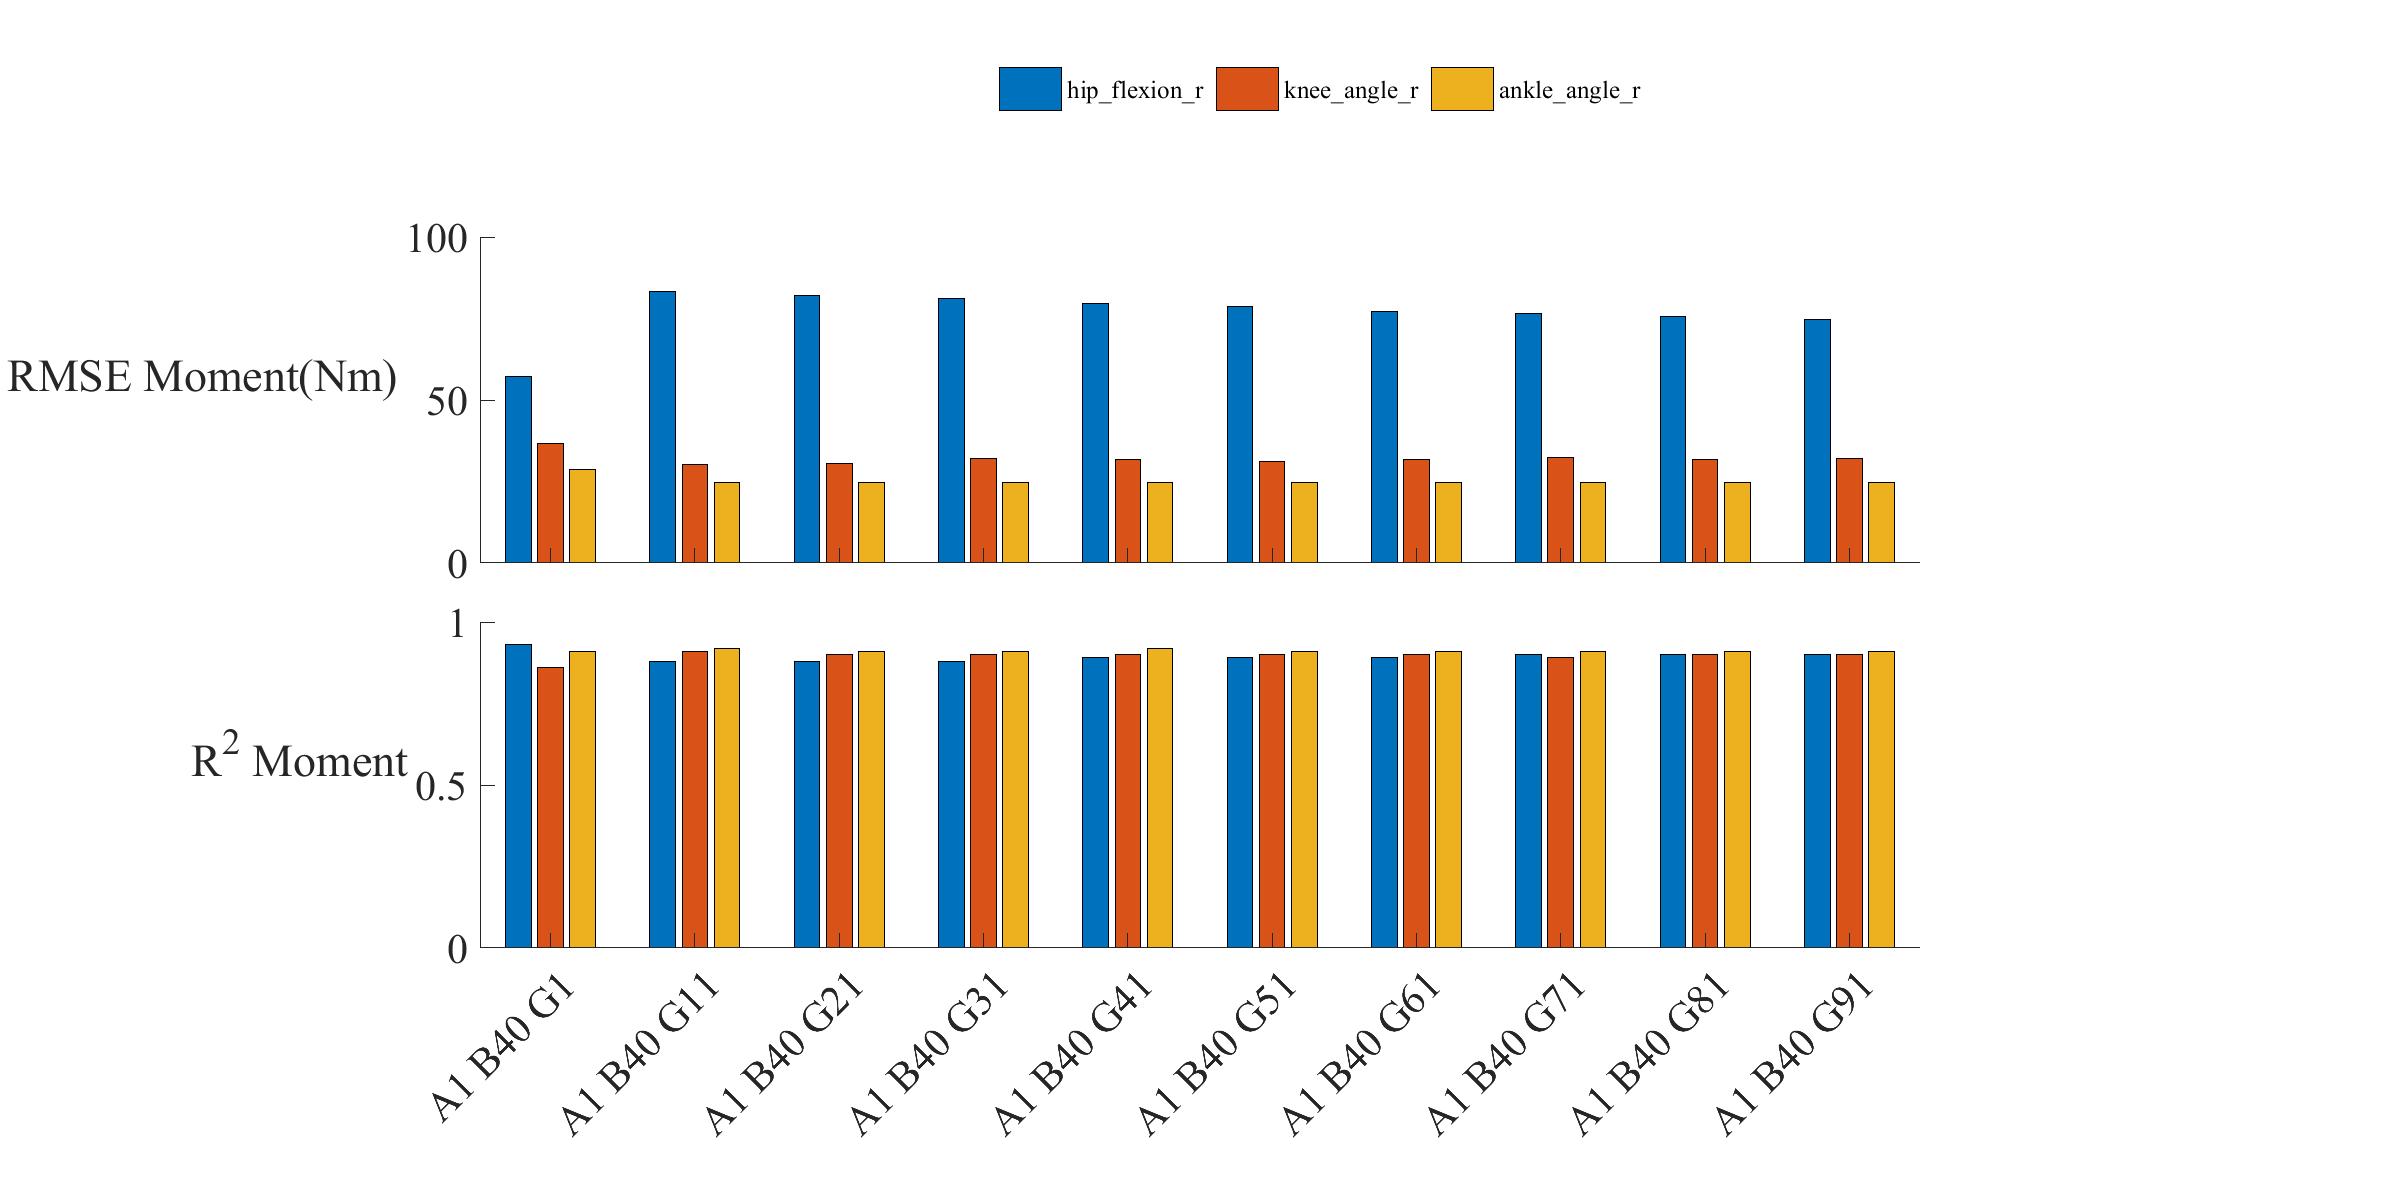 hip_flexion_r knee_angle_r ankle_angle_r
100
RMSE Moment(Nm)
50
0
1
R² Moment
0.5
0
A1 B40 G1
A1 B40 G11
A1 B40 G21
A1 B40 G31
A1 B40 G41
A1 B40 G51
A1 B40 G61
A1 B40 G71
A1 B40 G81
A1 B40 G91